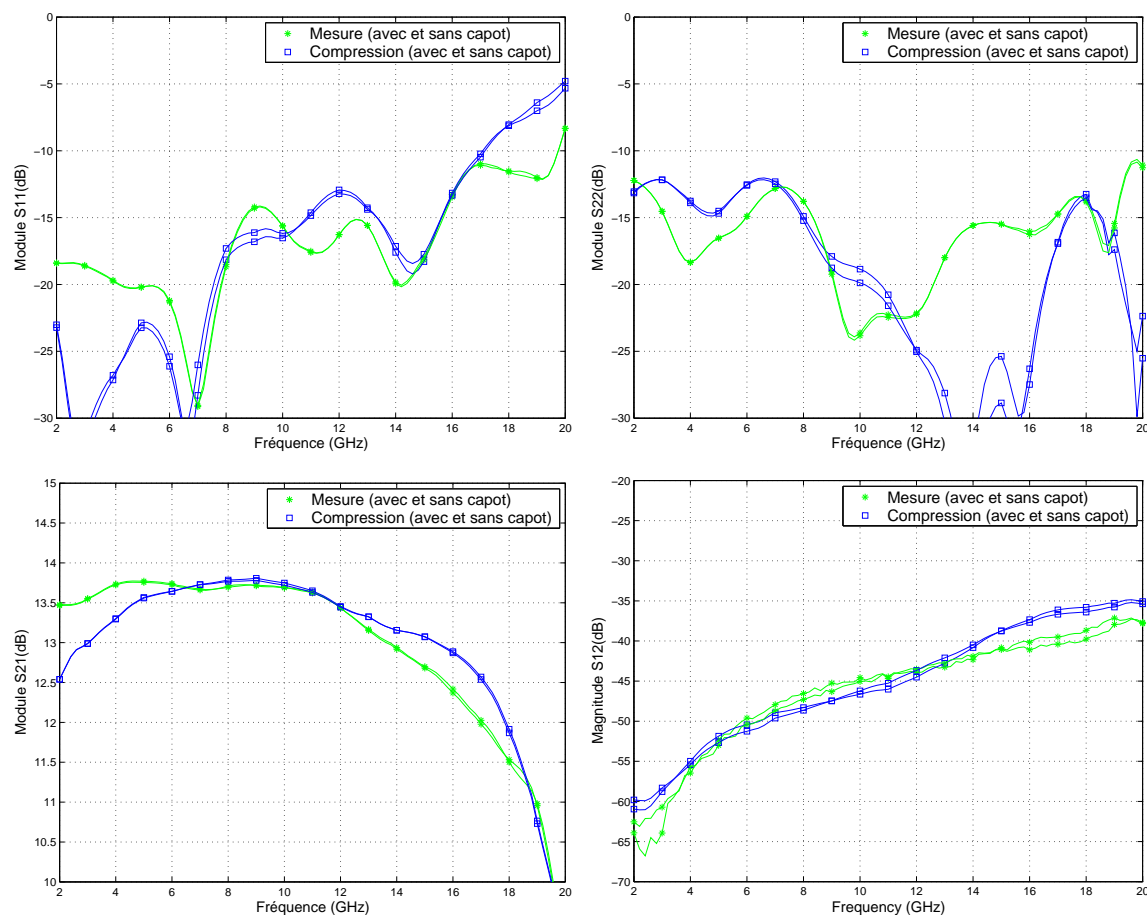 Mesure (avec et sans capot)
Compression (avec et sans capot)
Module S11(dB)
0
−5
−10
−15
−20
−25
−30
2 4 6 8 10 12 14 16 18 20
Fréquence (GHz)
Mesure (avec et sans capot)
Compression (avec et sans capot)
Module S22(dB)
0
−5
−10
−15
−20
−25
−30
2 4 6 8 10 12 14 16 18 20
Fréquence (GHz)
Mesure (avec et sans capot)
Compression (avec et sans capot)
Module S21(dB)
15
14.5
14
13.5
13
12.5
12
11.5
11
10.5
10
2 4 6 8 10 12 14 16 18 20
Fréquence (GHz)
Mesure (avec et sans capot)
Compression (avec et sans capot)
Magnitude S12(dB)
−20
−25
−30
−35
−40
−45
−50
−55
−60
−65
−70
2 4 6 8 10 12 14 16 18 20
Frequency (GHz)